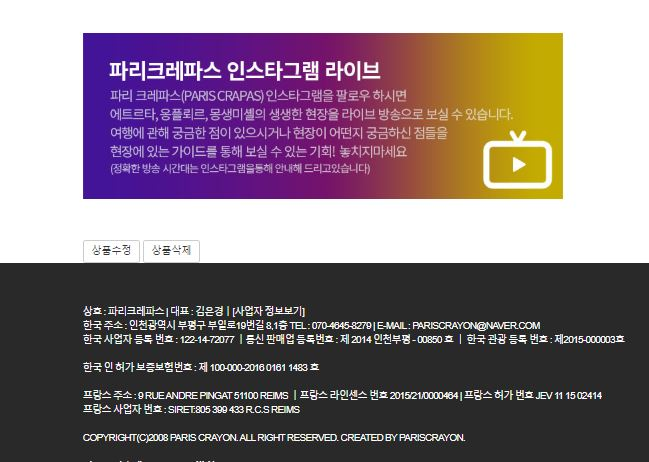 파리크레파스 인스타그램 라이브
파리 크레파스(PARIS CRAPAS) 인스타그램을 팔로우 하시면
에트르타, 옹플뢰르, 몽생미셸의 생생한 현장을 라이브 방송으로 보실 수 있습니다.
여행에 관해 궁금한 점이 있으시거나 현장이 어떤지 궁금하신 점들을
현장에 있는 가이드를 통해 보실 수 있는 기회! 놓치지마세요
(정확한 방송 시간대는 인스타그램을통해 안내해 드리고있습니다)
상품수정 상품삭제
상호 : 파리크레파스 | 대표 : 김은경 | [사업자 정보보기]
한국 주소 : 인천광역시 부평구 부일로19번길 8,1층 TEL : 070-4645-8279 | E-MAIL : PARISCRAYON@NAVER.COM
한국 사업자 등록 번호 : 122-14-72077 | 통신 판매업 등록번호 : 제 2014 인천부평 - 00850 호 | 한국 관광 등록 번호 : 제2015-000003호
한국 인 허가 보증보험번호 : 제 100-000-2016 0161 1483 호
프랑스 주소 : 9 RUE ANDRE PINGAT 51100 REIMS | 프랑스 라인센스 번호 2015/21/0000464 | 프랑스 허가 번호 JEV 11 15 02414
프랑스 사업자 번호 : SIRET:805 399 433 R.C.S REIMS
COPYRIGHT(C)2008 PARIS CRAYON. ALL RIGHT RESERVED. CREATED BY PARISCRAYON.